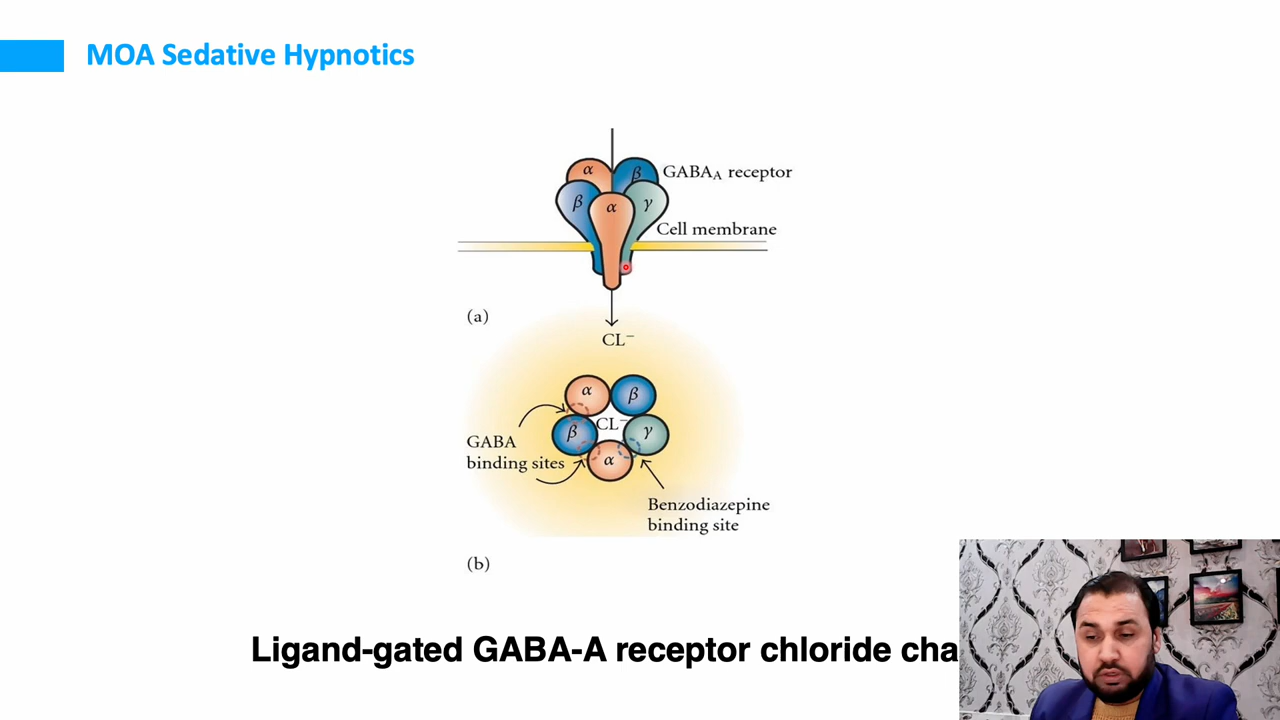 MOA Sedative Hypnotics
α
β
GABAA receptor
β
α
γ
Cell membrane
(a)
CL−
α
β
CL−
β
γ
GABA
binding sites
α
Benzodiazepine
binding site
(b)
Ligand-gated GABA-A receptor chloride cha